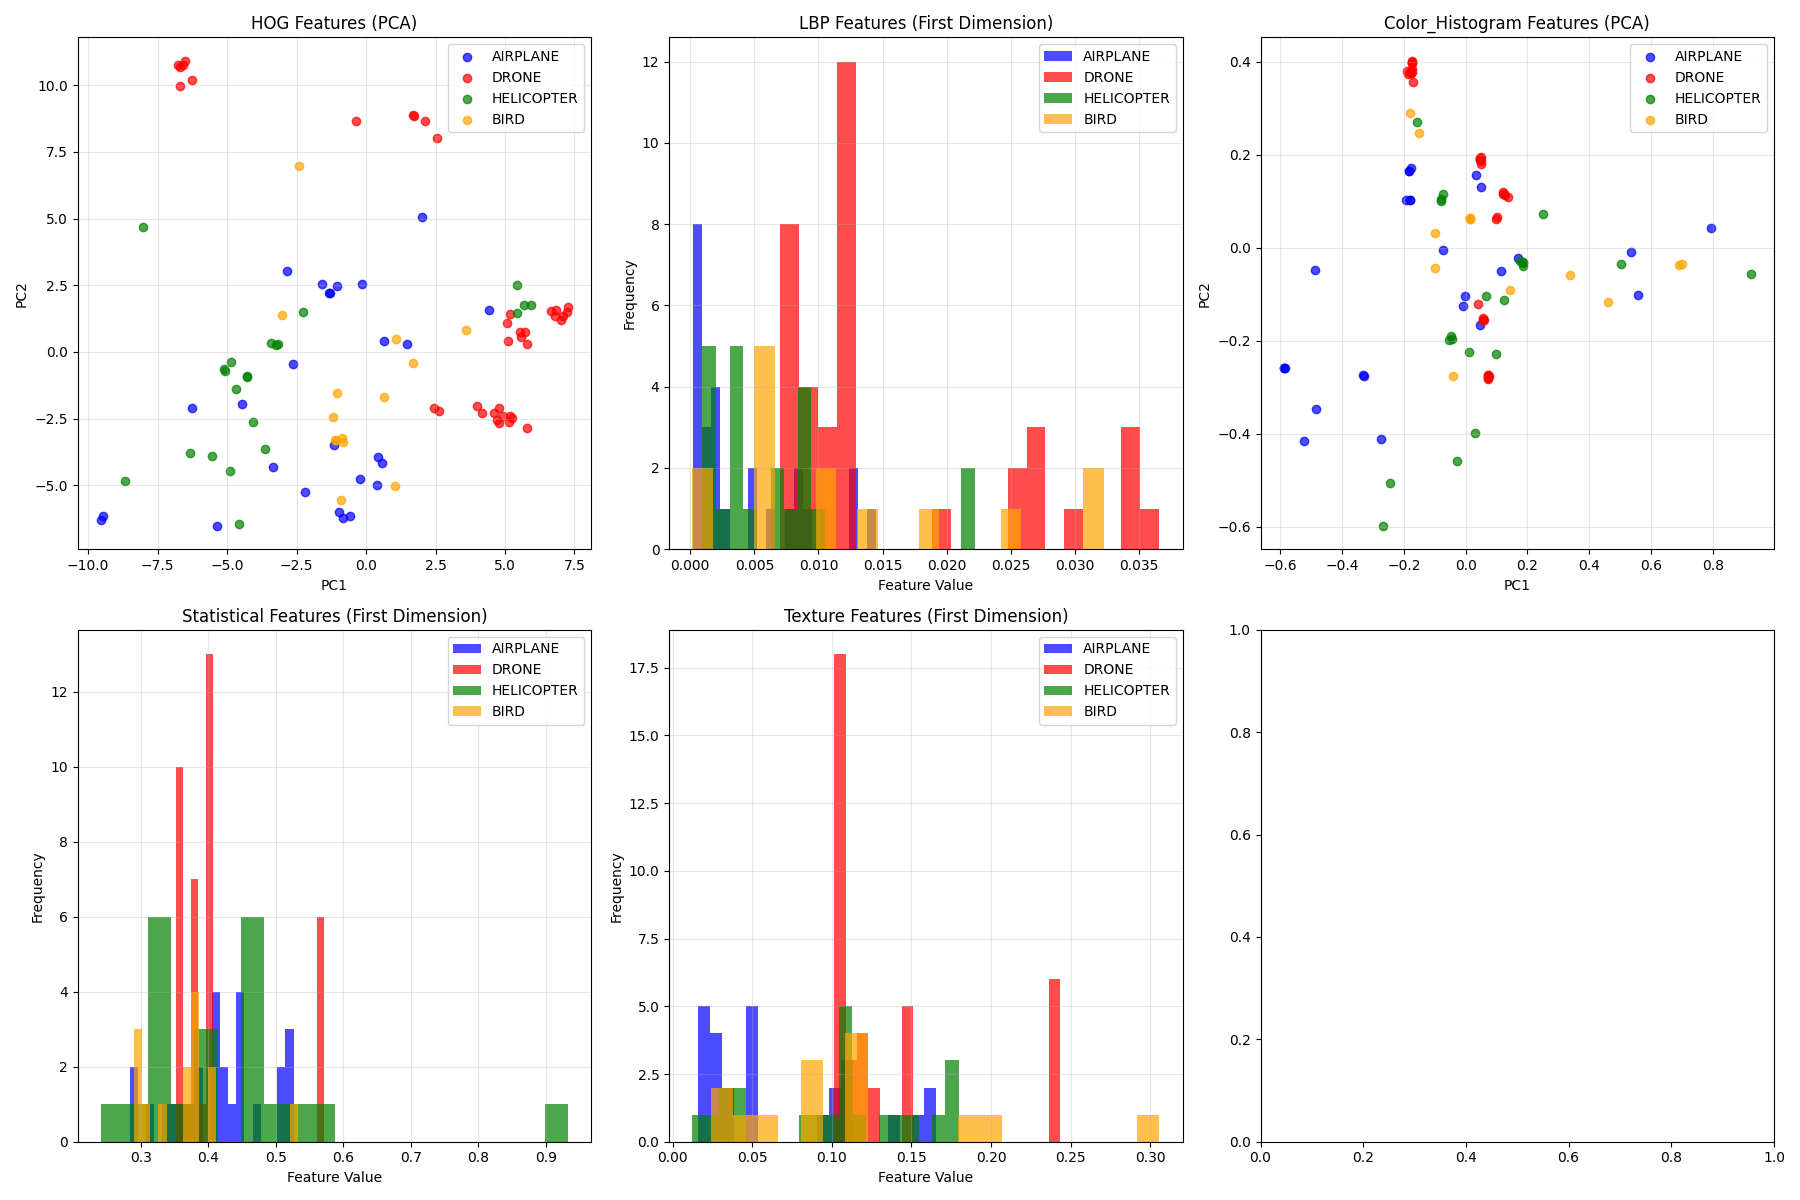 HOG Features (PCA)
AIRPLANE
DRONE
HELICOPTER
BIRD
PC2
10.0
7.5
5.0
2.5
0.0
−2.5
−5.0
−10.0 −7.5 −5.0 −2.5 0.0 2.5 5.0 7.5
PC1
LBP Features (First Dimension)
AIRPLANE
DRONE
HELICOPTER
BIRD
Frequency
12
10
8
6
4
2
0
0.000 0.005 0.010 0.015 0.020 0.025 0.030 0.035
Feature Value
Color_Histogram Features (PCA)
AIRPLANE
DRONE
HELICOPTER
BIRD
PC2
0.4
0.2
0.0
−0.2
−0.4
−0.6
−0.6 −0.4 −0.2 0.0 0.2 0.4 0.6 0.8
PC1
Statistical Features (First Dimension)
AIRPLANE
DRONE
HELICOPTER
BIRD
Frequency
12
10
8
6
4
2
0
0.3 0.4 0.5 0.6 0.7 0.8 0.9
Feature Value
Texture Features (First Dimension)
AIRPLANE
DRONE
HELICOPTER
BIRD
Frequency
17.5
15.0
12.5
10.0
7.5
5.0
2.5
0.0
0.00 0.05 0.10 0.15 0.20 0.25 0.30
Feature Value
1.0
0.8
0.6
0.4
0.2
0.0
0.0 0.2 0.4 0.6 0.8 1.0